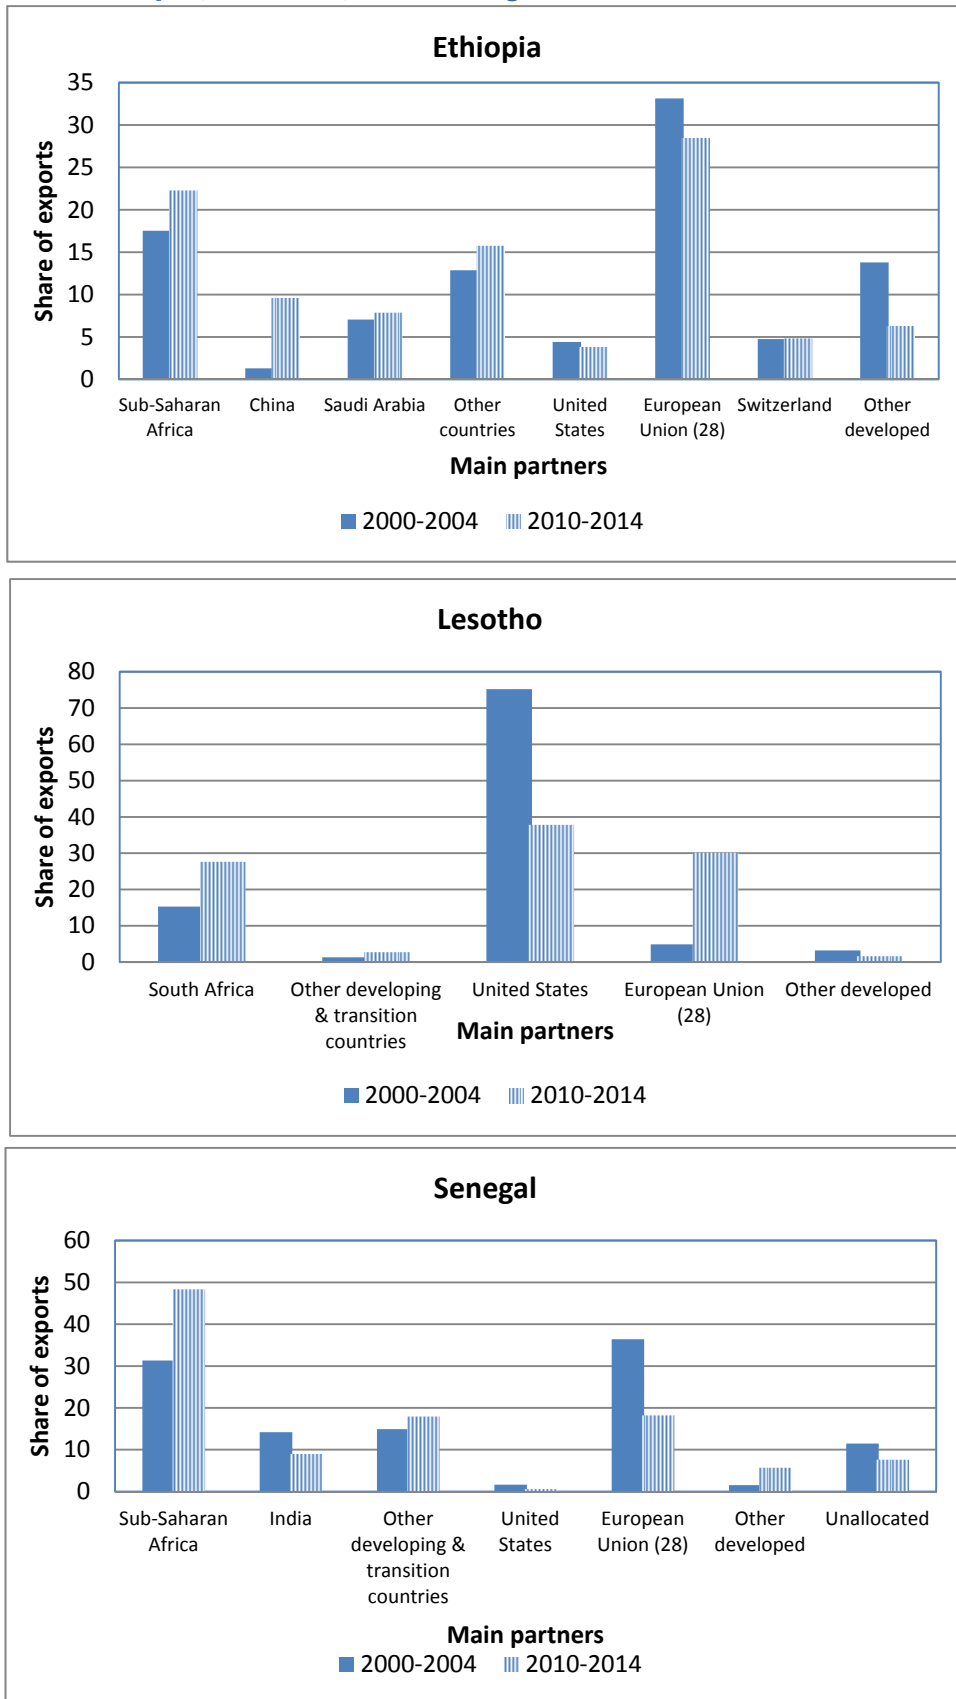 Ethiopia
35
30
25
20
15
10
5
0
Share of exports
Sub-Saharan Africa
China
Saudi Arabia
Other countries
United States
European Union (28)
Switzerland
Other developed
Main partners
2000-2004 2010-2014
Lesotho
80
70
60
50
40
30
20
10
0
Share of exports
South Africa
Other developing & transition countries
United States
European Union (28)
Other developed
Main partners
2000-2004 2010-2014
Senegal
60
50
40
30
20
10
0
Share of exports
Sub-Saharan Africa
India
Other developing & transition countries
United States
European Union (28)
Other developed
Unallocated
Main partners
2000-2004 2010-2014